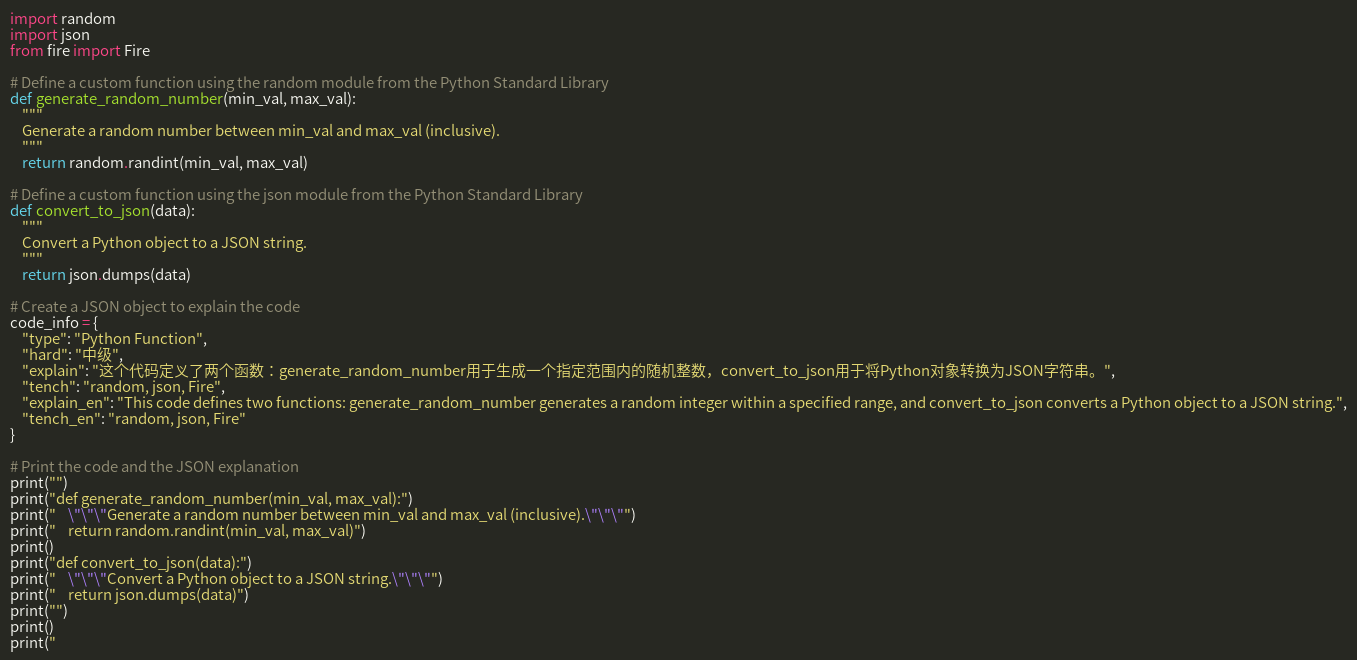 import random
import json
from fire import Fire

# Define a custom function using the random module from the Python Standard Library
def generate_random_number(min_val, max_val):
    """
    Generate a random number between min_val and max_val (inclusive).
    """
    return random.randint(min_val, max_val)

# Define a custom function using the json module from the Python Standard Library
def convert_to_json(data):
    """
    Convert a Python object to a JSON string.
    """
    return json.dumps(data)

# Create a JSON object to explain the code
code_info = {
    "type": "Python Function",
    "hard": "中级",
    "explain": "这个代码定义了两个函数：generate_random_number用于生成一个指定范围内的随机整数，convert_to_json用于将Python对象转换为JSON字符串。",
    "tench": "random, json, Fire",
    "explain_en": "This code defines two functions: generate_random_number generates a random integer within a specified range, and convert_to_json converts a Python object to a JSON string.",
    "tench_en": "random, json, Fire"
}

# Print the code and the JSON explanation
print("")
print("def generate_random_number(min_val, max_val):")
print("    \"\"\"Generate a random number between min_val and max_val (inclusive).\"\"\"")
print("    return random.randint(min_val, max_val)")
print()
print("def convert_to_json(data):")
print("    \"\"\"Convert a Python object to a JSON string.\"\"\"")
print("    return json.dumps(data)")
print("")
print()
print("